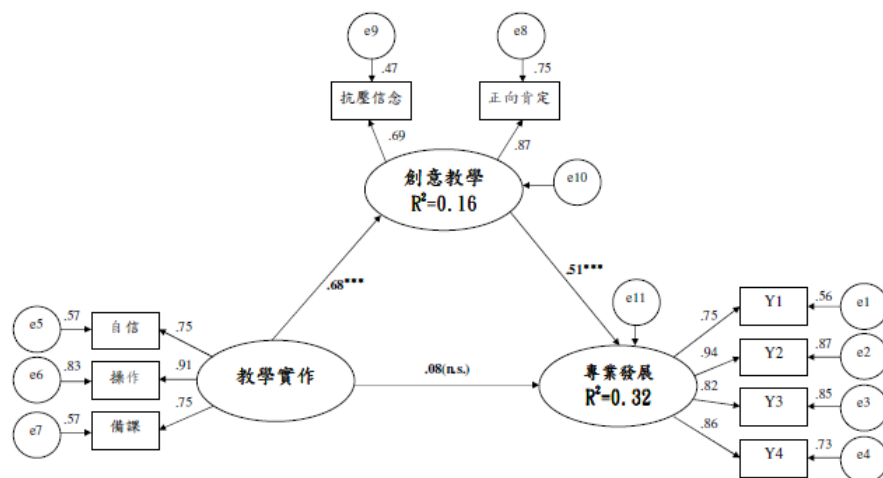 e9
e8
.47
.75
抗壓信念
正向肯定
.69
.87
創意教學
R²=0.16
e10
.68***
.51***
e11
e5
.57
自信
.75
e6
.83
操作
.91
e7
.57
備課
.75
教學實作
.08(n.s.)
專業發展
R²=0.32
.75
Y1
.56
e1
.94
Y2
.87
e2
.82
Y3
.85
e3
.86
Y4
.73
e4